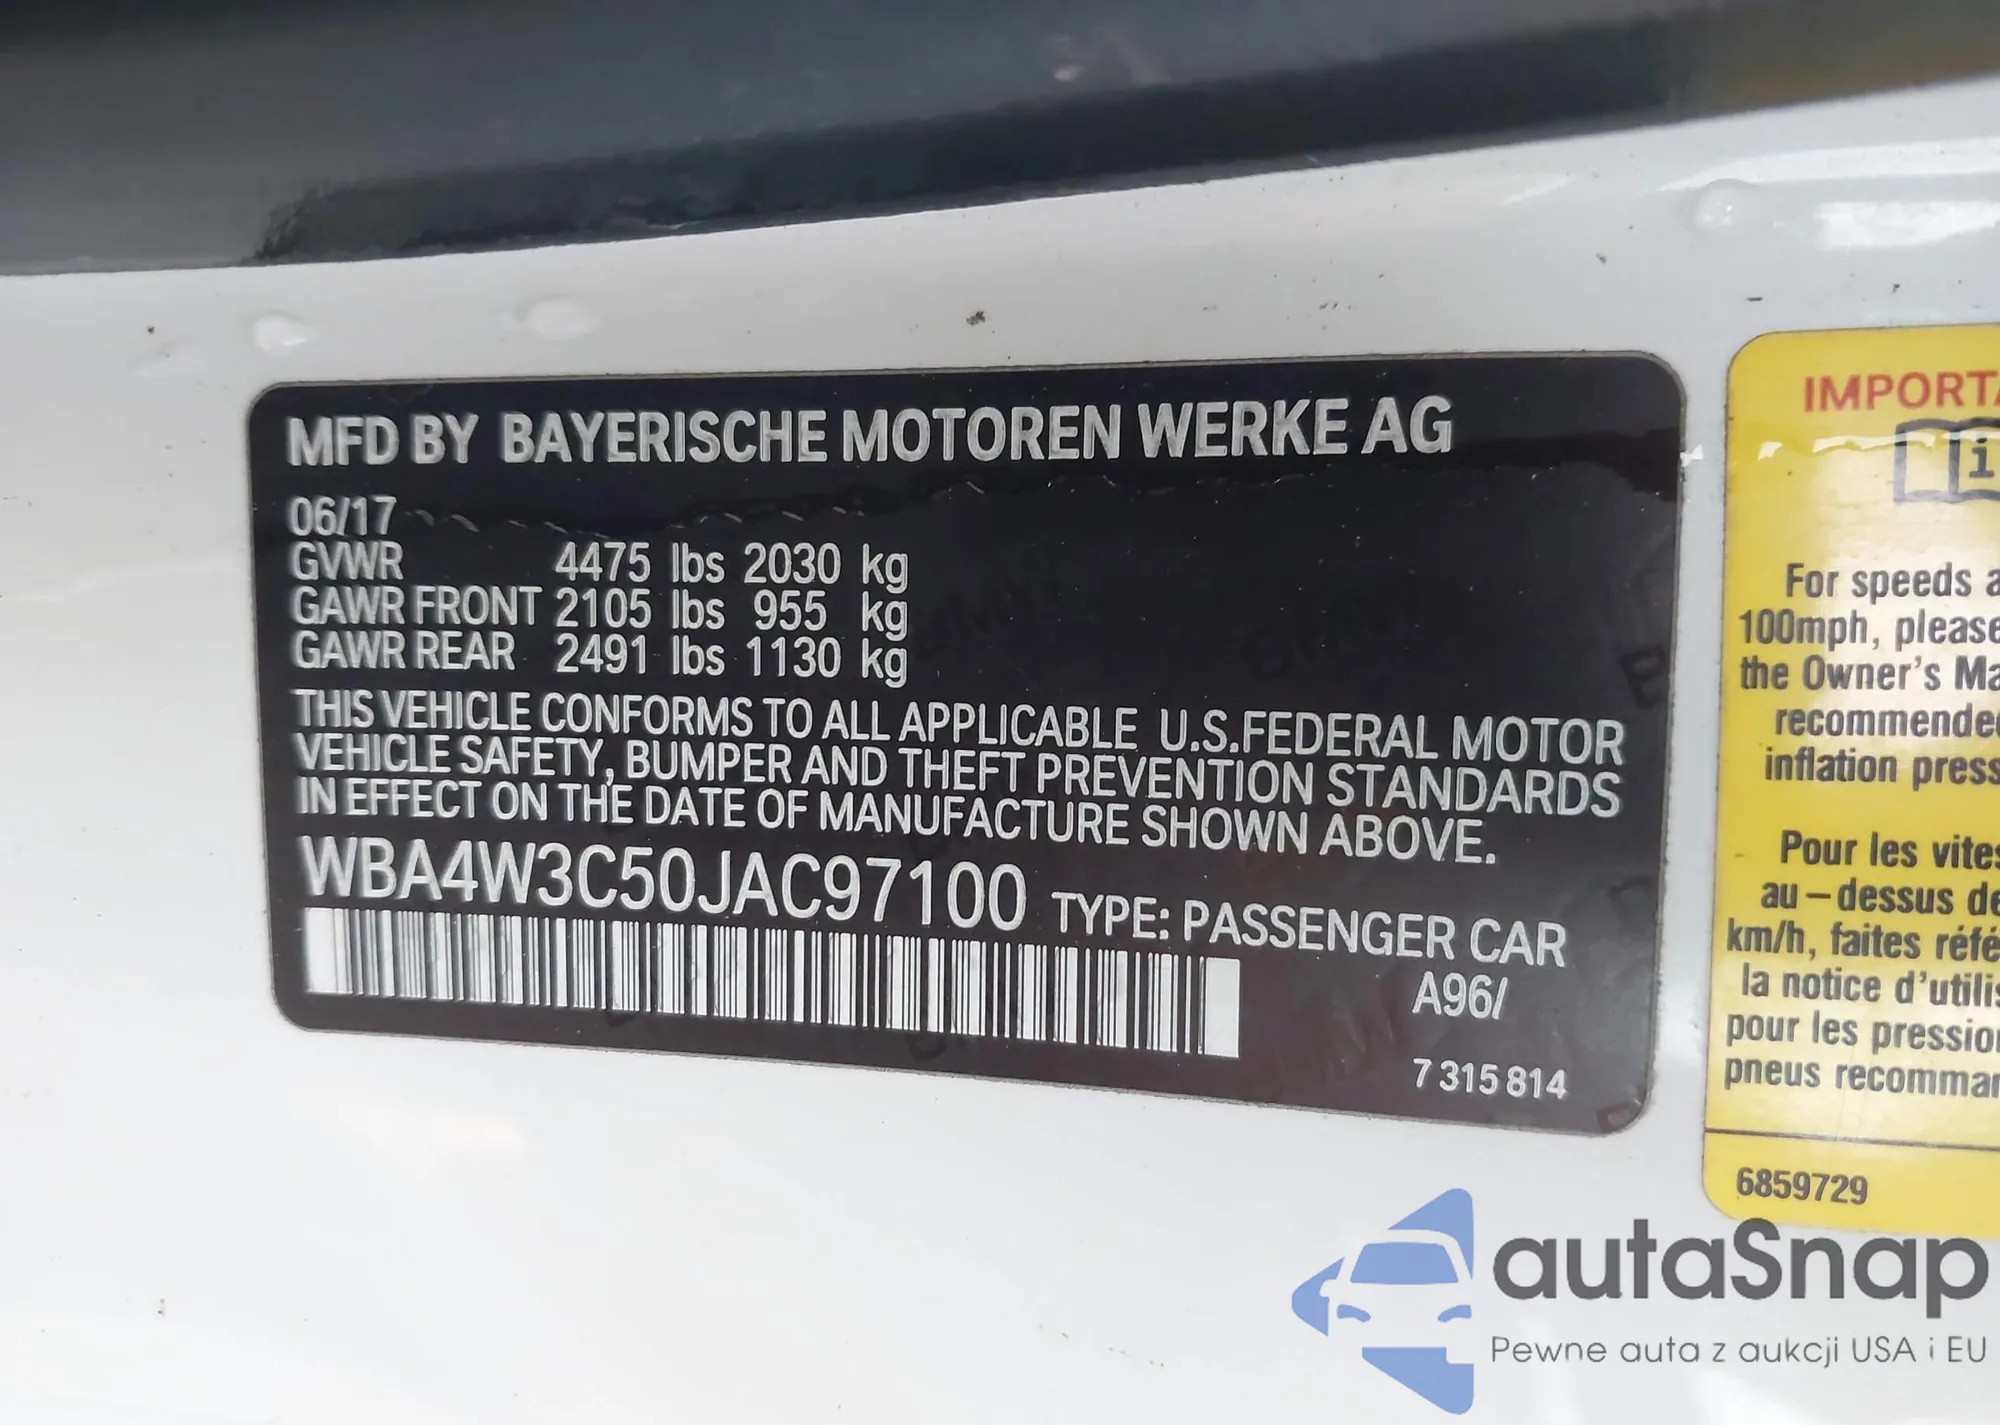 MFD BY BAYERISCHE MOTOREN WERKE AG
06/17
GVWR 4475 lbs 2030 kg
GAWR FRONT 2105 lbs 955 kg
GAWR REAR 2491 lbs 1130 kg
THIS VEHICLE CONFORMS TO ALL APPLICABLE U.S.FEDERAL MOTOR
VEHICLE SAFETY, BUMPER AND THEFT PREVENTION STANDARDS
IN EFFECT ON THE DATE OF MANUFACTURE SHOWN ABOVE.
WBA4W3C50JAC97100 TYPE: PASSENGER CAR
A96/
7 315 814
IMPORTA
i
For speeds a
100mph, please
the Owner's Ma
recommended
inflation press
Pour les vites
au-dessus de
km/h, faites réfé
la notice d'utilis
pour les pression
pneus recomman
6859729
autaSnap
Pewne auta z aukcji USA i EU